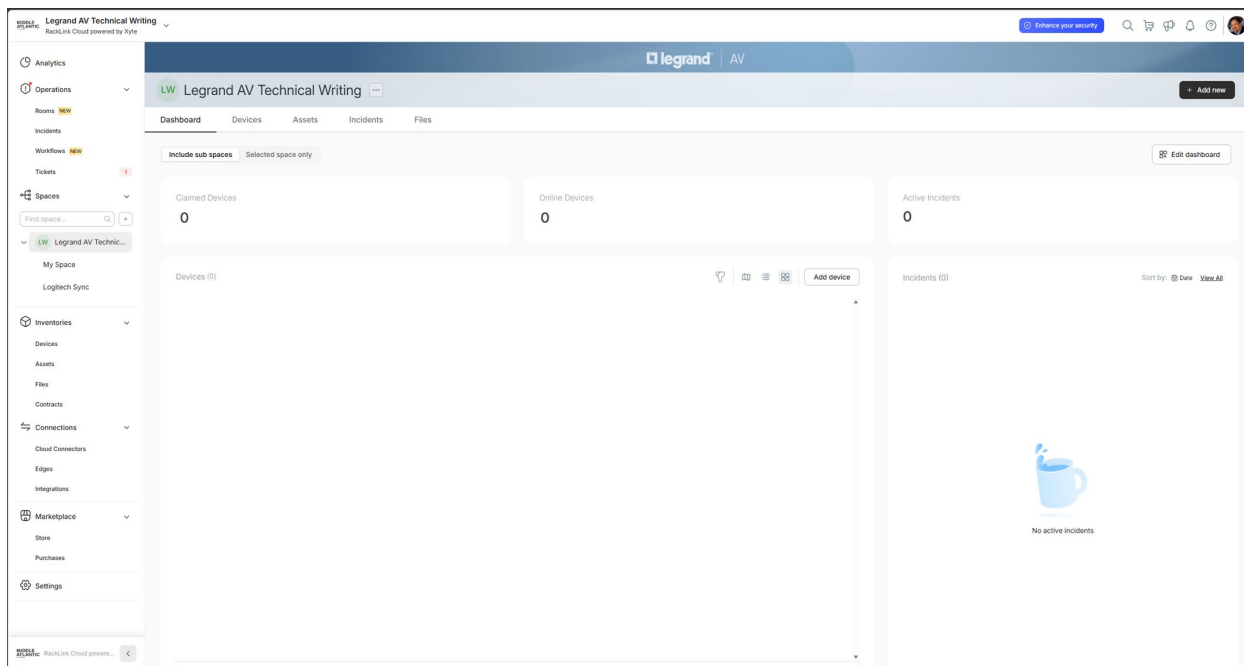 MIDDLE ATLANTIC
Legrand AV Technical Writing
RackLink Cloud powered by Xyte
Enhance your security
Analytics
Operations
Rooms NEW
Incidents
Workflows NEW
Tickets 1
Spaces
Find space...
LW Legrand AV Technic...
My Space
Logitech Sync
Inventories
Devices
Assets
Files
Contracts
Connections
Cloud Connectors
Edges
Integrations
Marketplace
Store
Purchases
Settings
MIDDLE ATLANTIC RackLink Cloud powere...
legrand AV
LW Legrand AV Technical Writing
+ Add new
Dashboard Devices Assets Incidents Files
Include sub spaces Selected space only
Edit dashboard
Claimed Devices
0
Online Devices
0
Active Incidents
0
Devices (0)
Add device
Incidents (0)
Sort by: Date View All
No active incidents